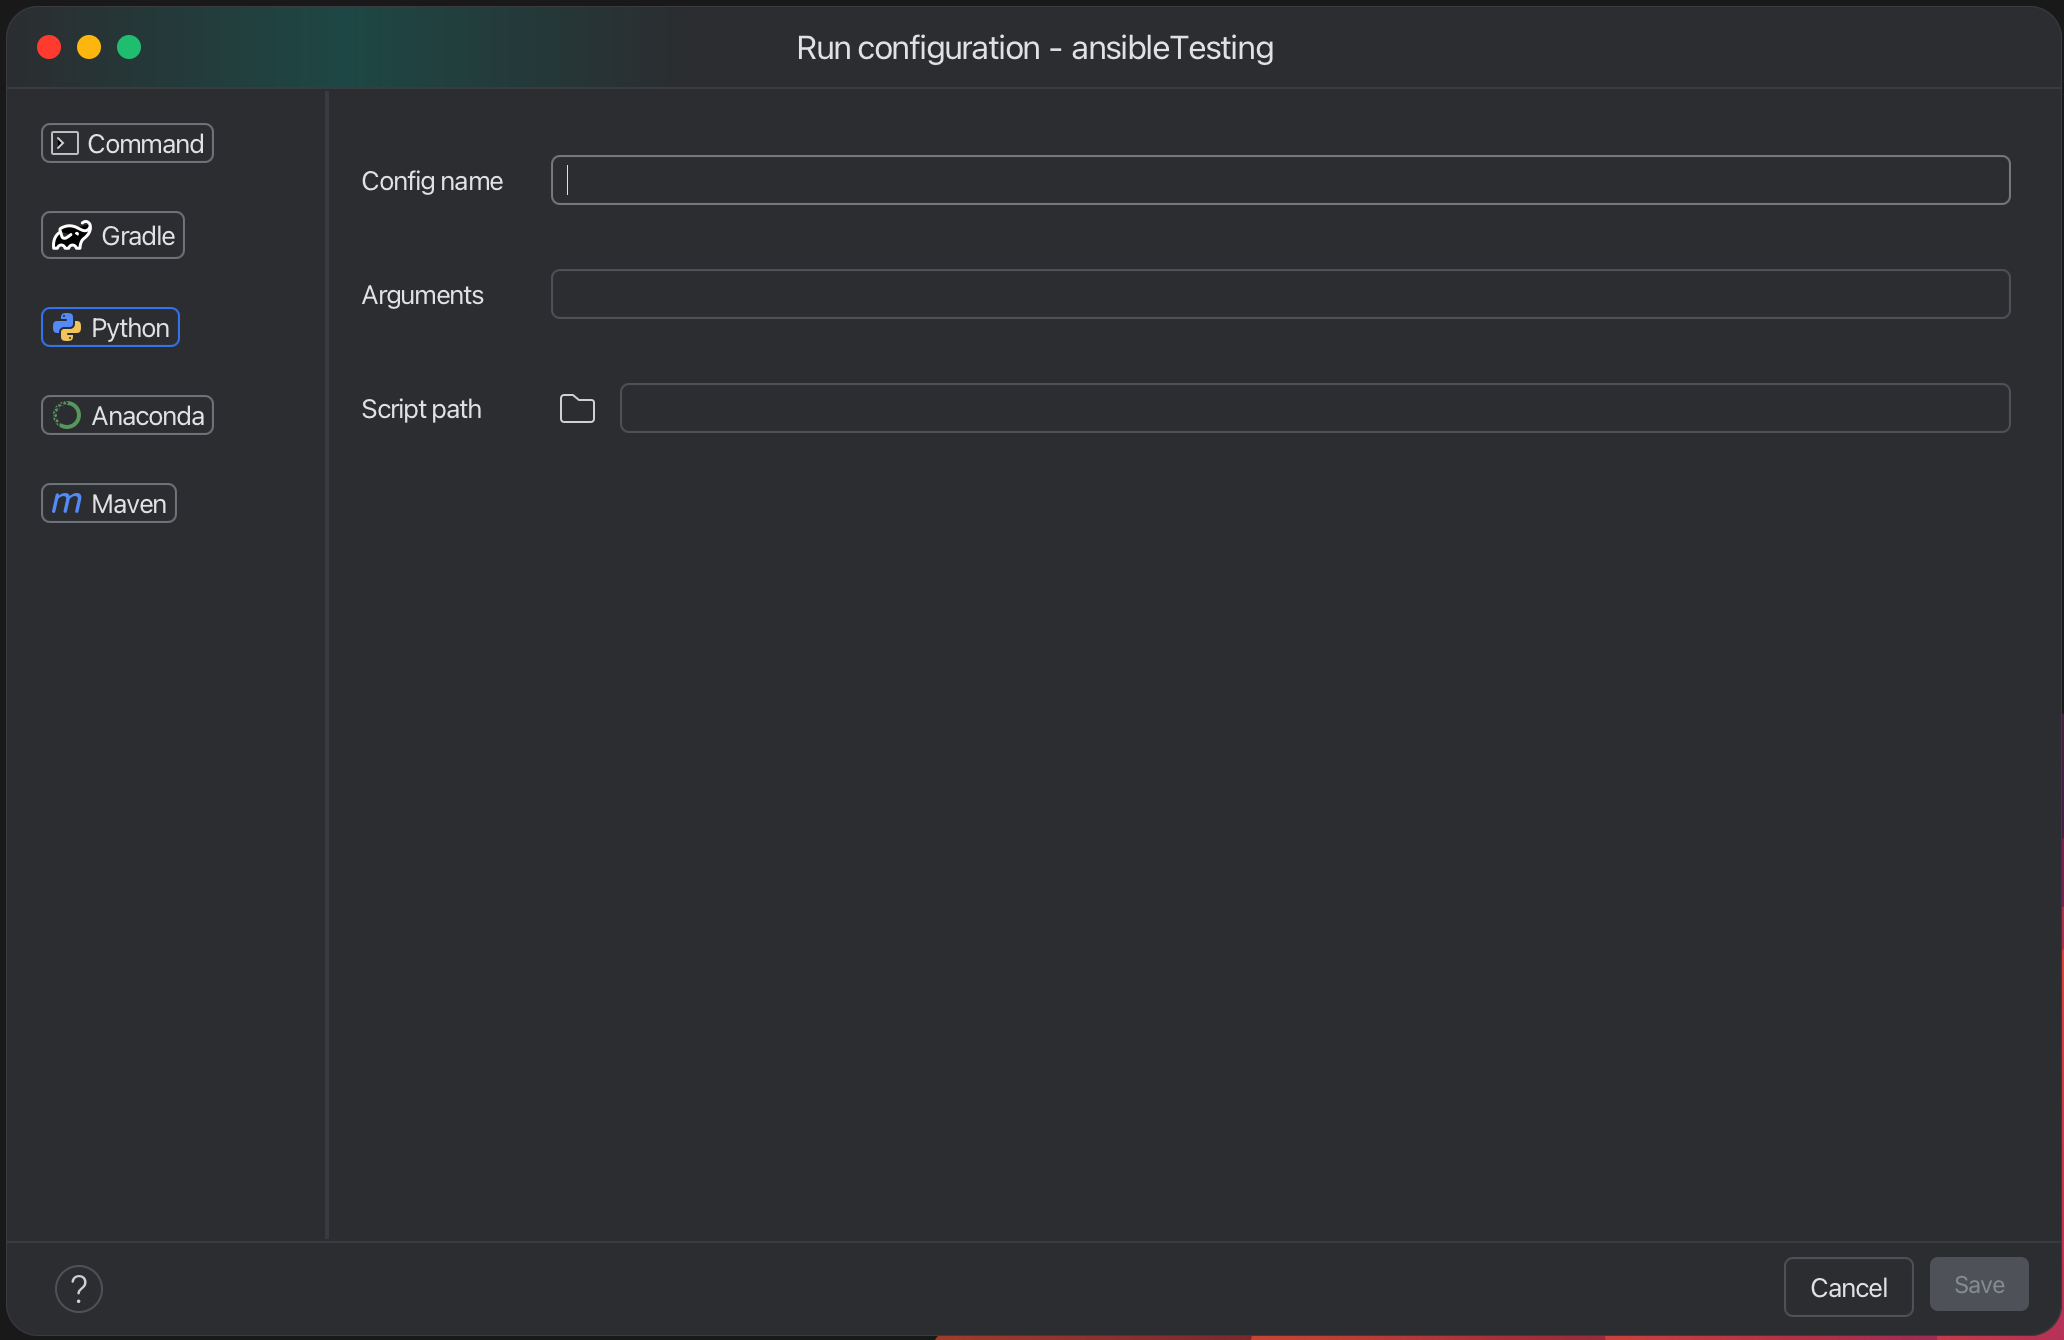 Run configuration - ansibleTesting
Command
Gradle
Python
Anaconda
m Maven
Config name
Arguments
Script path
?
Cancel
Save